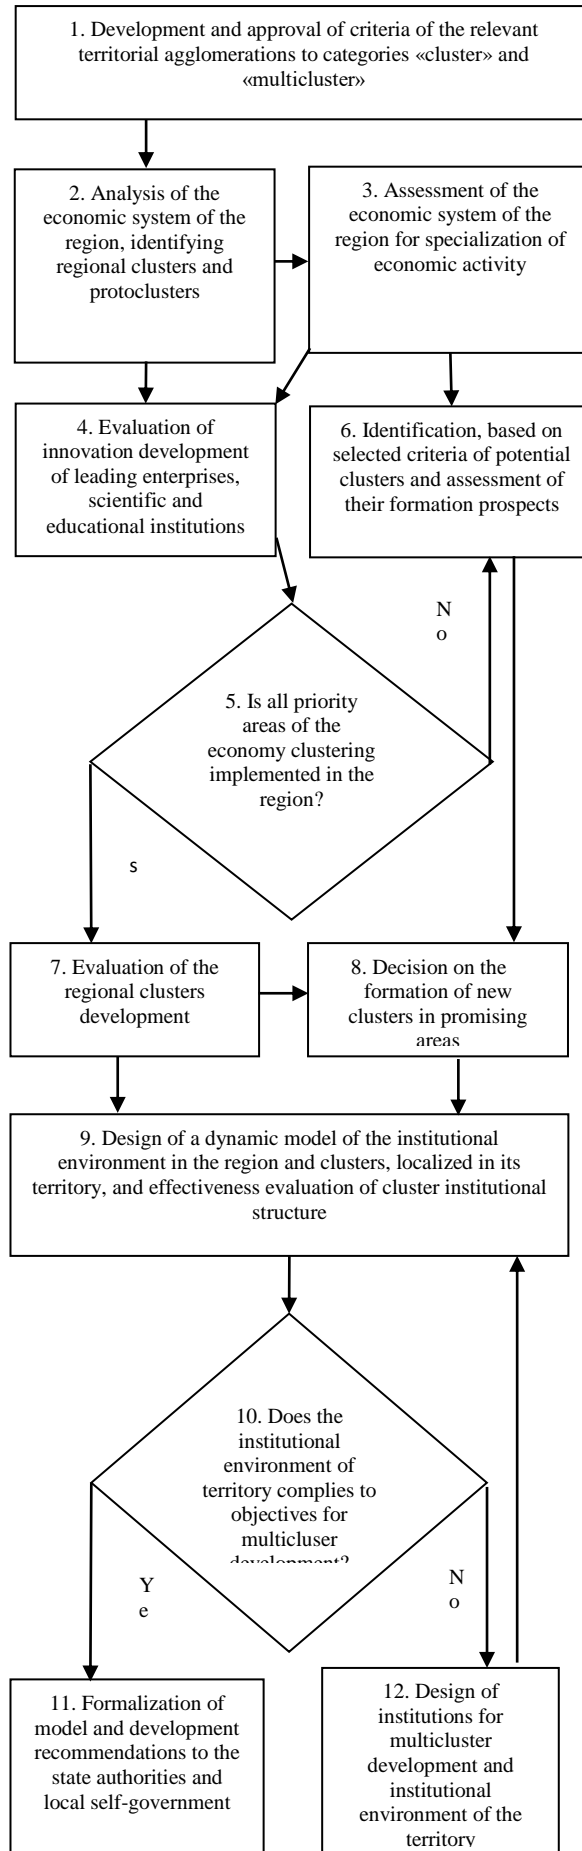 1. Development and approval of criteria of the relevant
territorial agglomerations to categories «cluster» and
«multicluster»
2. Analysis of the
economic system of the
region, identifying
regional clusters and
protoclusters
3. Assessment of the
economic system of the
region for specialization of
economic activity
4. Evaluation of
innovation development
of leading enterprises,
scientific and
educational institutions
6. Identification, based on
selected criteria of potential
clusters and assessment of
their formation prospects
N
o
5. Is all priority
areas of the
economy clustering
implemented in the
region?
s
7. Evaluation of the
regional clusters
development
8. Decision on the
formation of new
clusters in promising
areas
9. Design of a dynamic model of the institutional
environment in the region and clusters, localized in its
territory, and effectiveness evaluation of cluster institutional
structure
10. Does the
institutional
environment of
territory complies to
objectives for
multicluser
development?
Y
e
N
o
11. Formalization of
model and development
recommendations to the
state authorities and
local self-government
12. Design of
institutions for
multicluster
development and
institutional
environment of the
territory